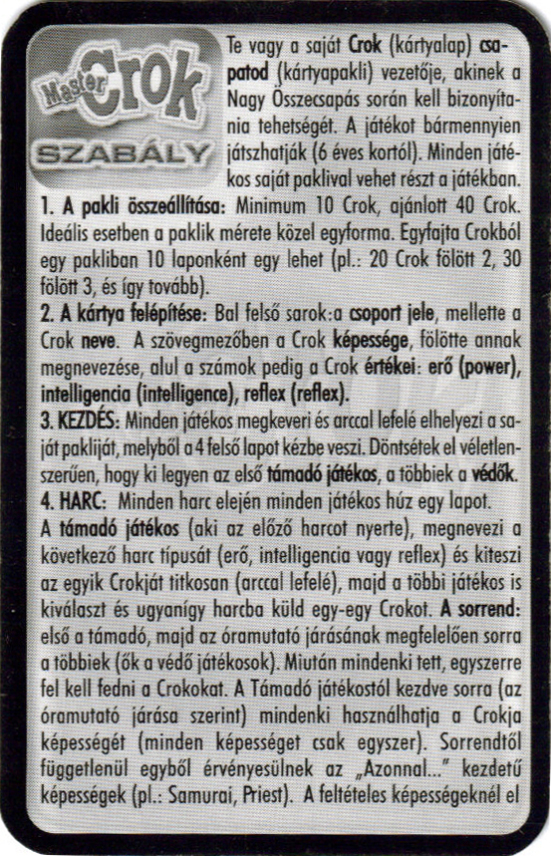 Master Crok
SZABÁLY
Te vagy a saját Crok (kártyalap) csa-
patod (kártyapakli) vezetője, akinek a
Nagy Összecsapás során kell bizonyíta-
nia tehetségét. A játékot bármennyien
játszhatják (6 éves kortól). Minden játé-
kos saját paklival vehet részt a játékban.
1. A pakli összeállítása: Minimum 10 Crok, ajánlott 40 Crok.
Ideális esetben a paklik mérete közel egyforma. Egyfajta Crokból
egy pakliban 10 laponként egy lehet (pl.: 20 Crok fölött 2, 30
fölött 3, és így tovább).
2. A kártya felépítése: Bal felső sarok:a csoport jele, mellette a
Crok neve. A szövegmezőben a Crok képessége, fölötte annak
megnevezése, alul a számok pedig a Crok értékei: erő (power),
intelligencia (intelligence), reflex (reflex).
3. KEZDÉS: Minden játékos megkeveri és arccal lefelé elhelyezi a sa-
ját pakliját, melyből a 4 felső lapot kézbe veszi. Döntsétek el véletlen-
szerűen, hogy ki legyen az első támadó játékos, a többiek a védők.
4. HARC: Minden harc elején minden játékos húz egy lapot.
A támadó játékos (aki az előző harcot nyerte), megnevezi a
következő harc típusát (erő, intelligencia vagy reflex) és kiteszi
az egyik Crokját titkosan (arccal lefelé), majd a többi játékos is
kiválaszt és ugyanígy harcba küld egy-egy Crokot. A sorrend:
első a támadó, majd az óramutató járásának megfelelően sorra
a többiek (ők a védő játékosok). Miután mindenki tett, egyszerre
fel kell fedni a Crokokat. A Támadó játékostól kezdve sorra (az
óramutató járása szerint) mindenki használhatja a Crokja
képességét (minden képességet csak egyszer). Sorrendtől
függetlenül egyből érvényesülnek az „Azonnal..." kezdetű
képességek (pl.: Samurai, Priest). A feltételes képességeknél el